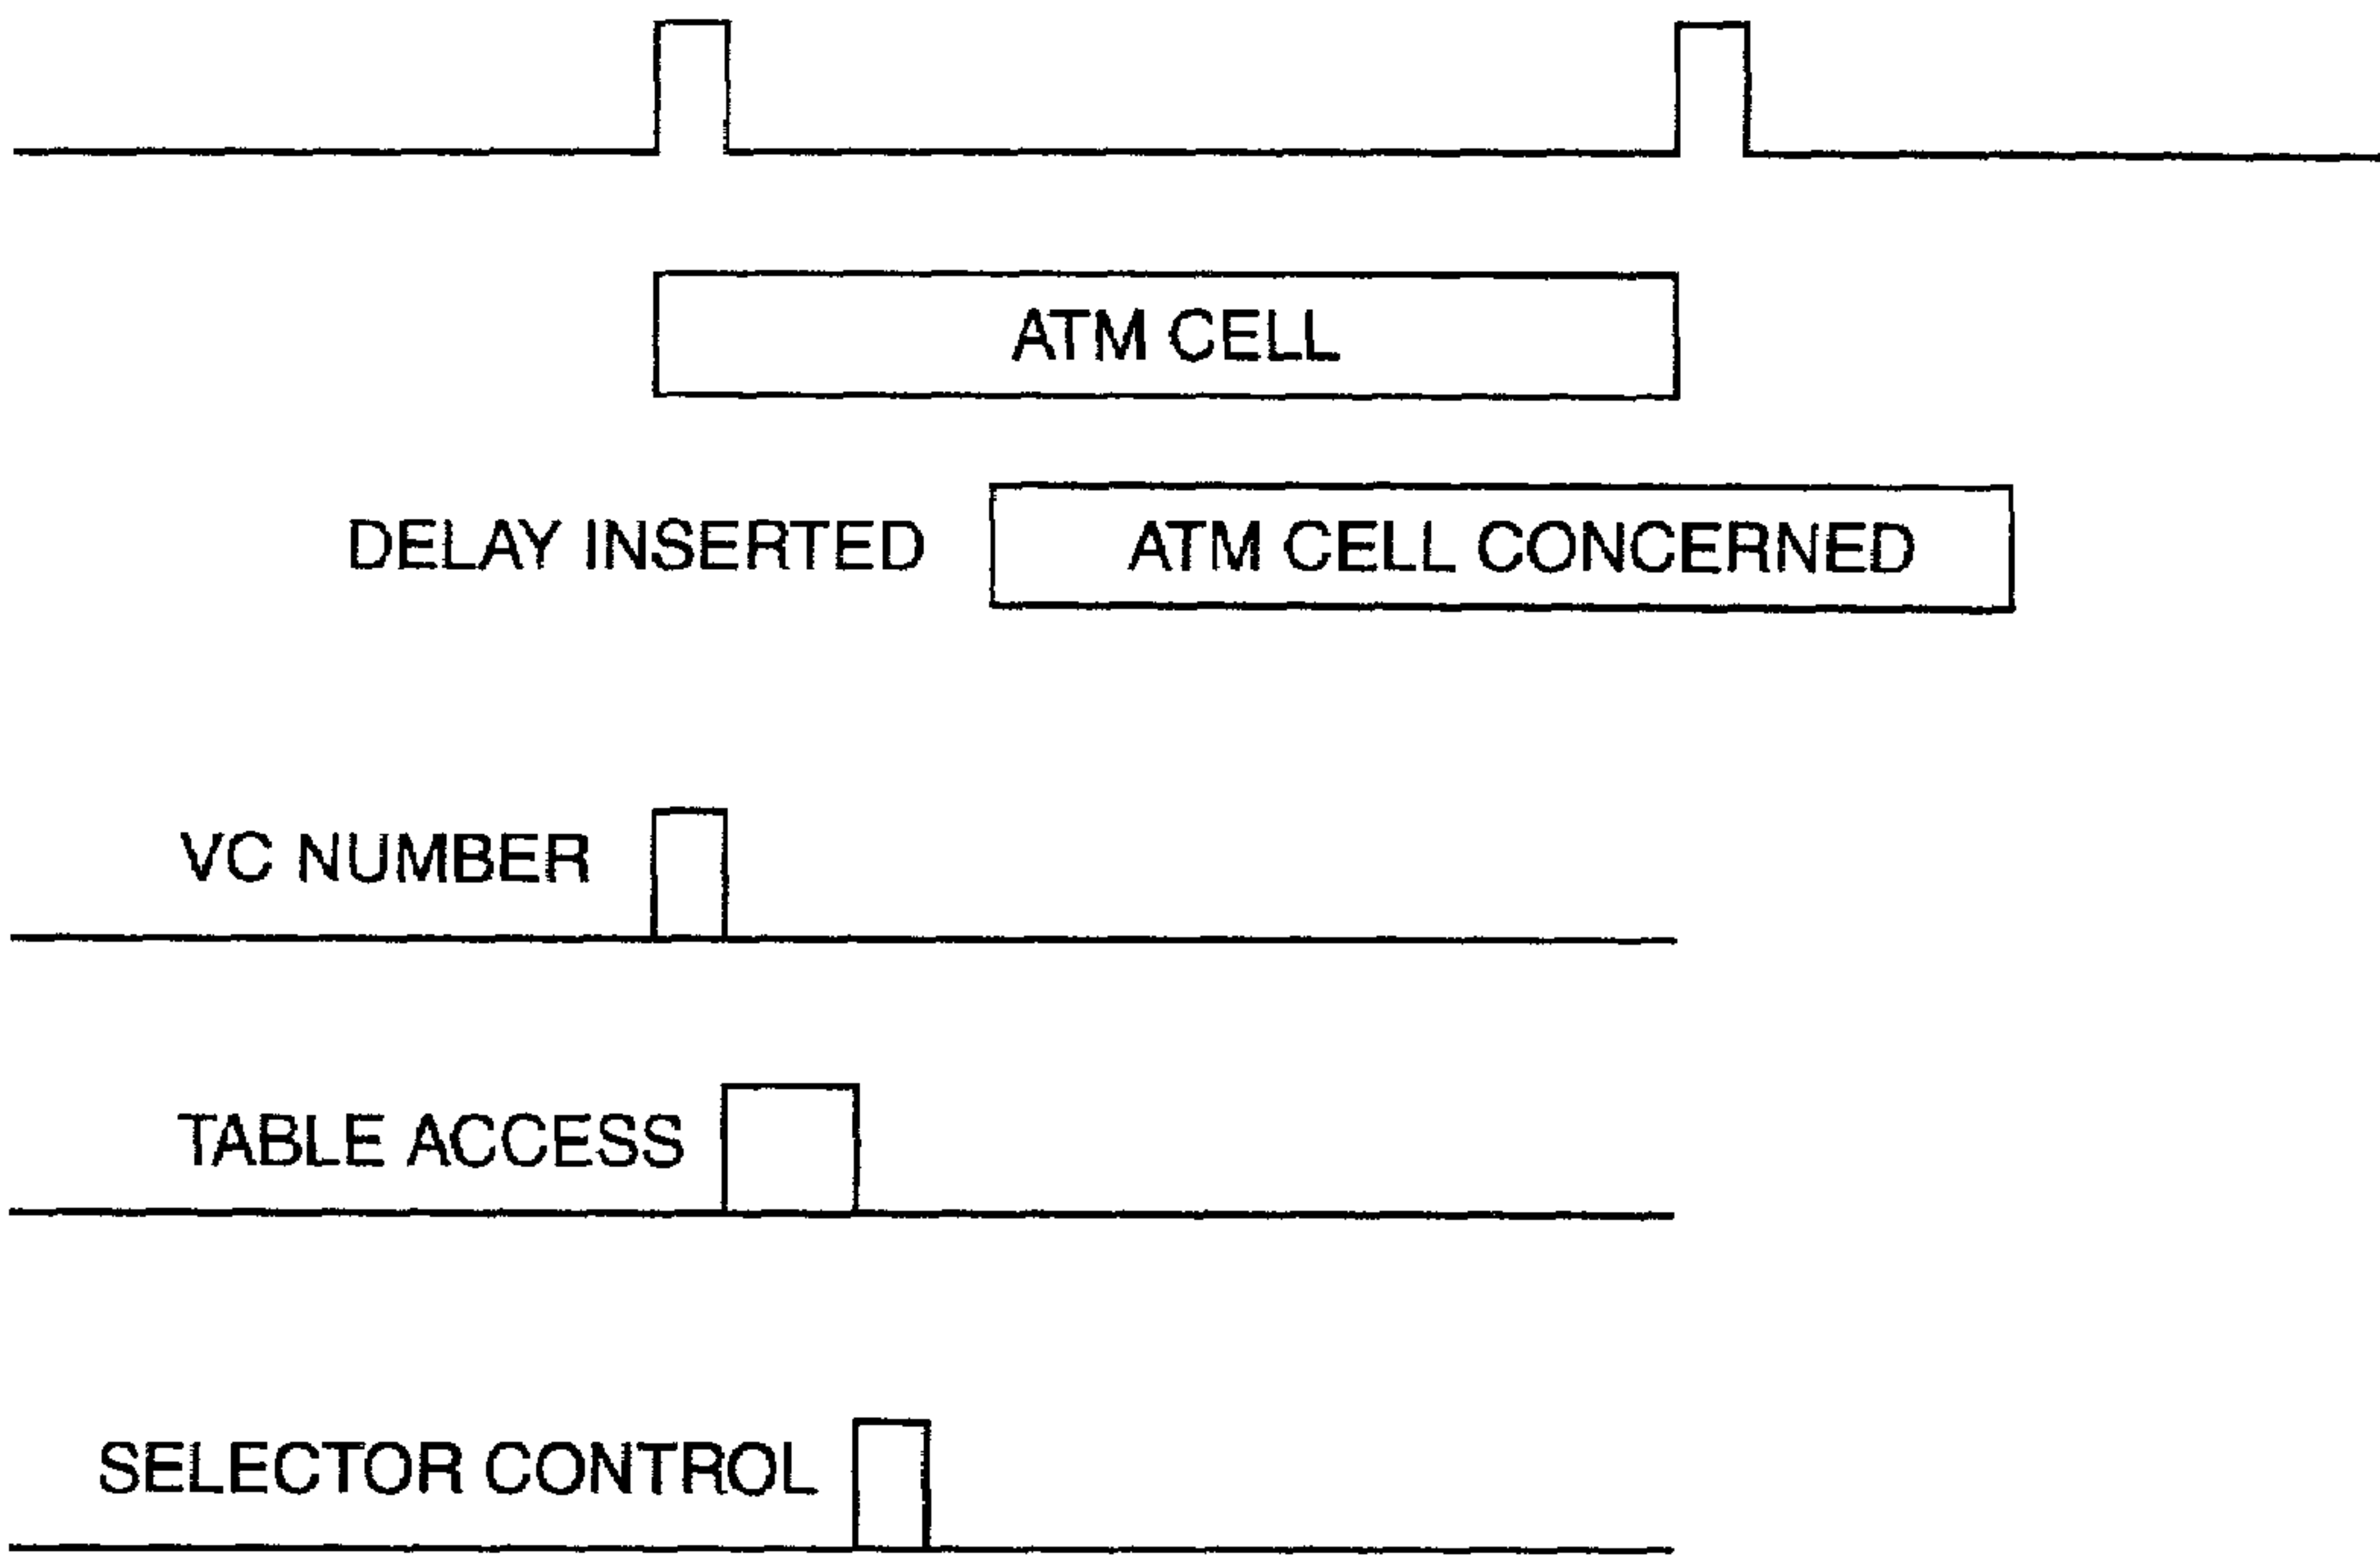 ATM CELL
DELAY INSERTED ATM CELL CONCERNED
VC NUMBER
TABLE ACCESS
SELECTOR CONTROL